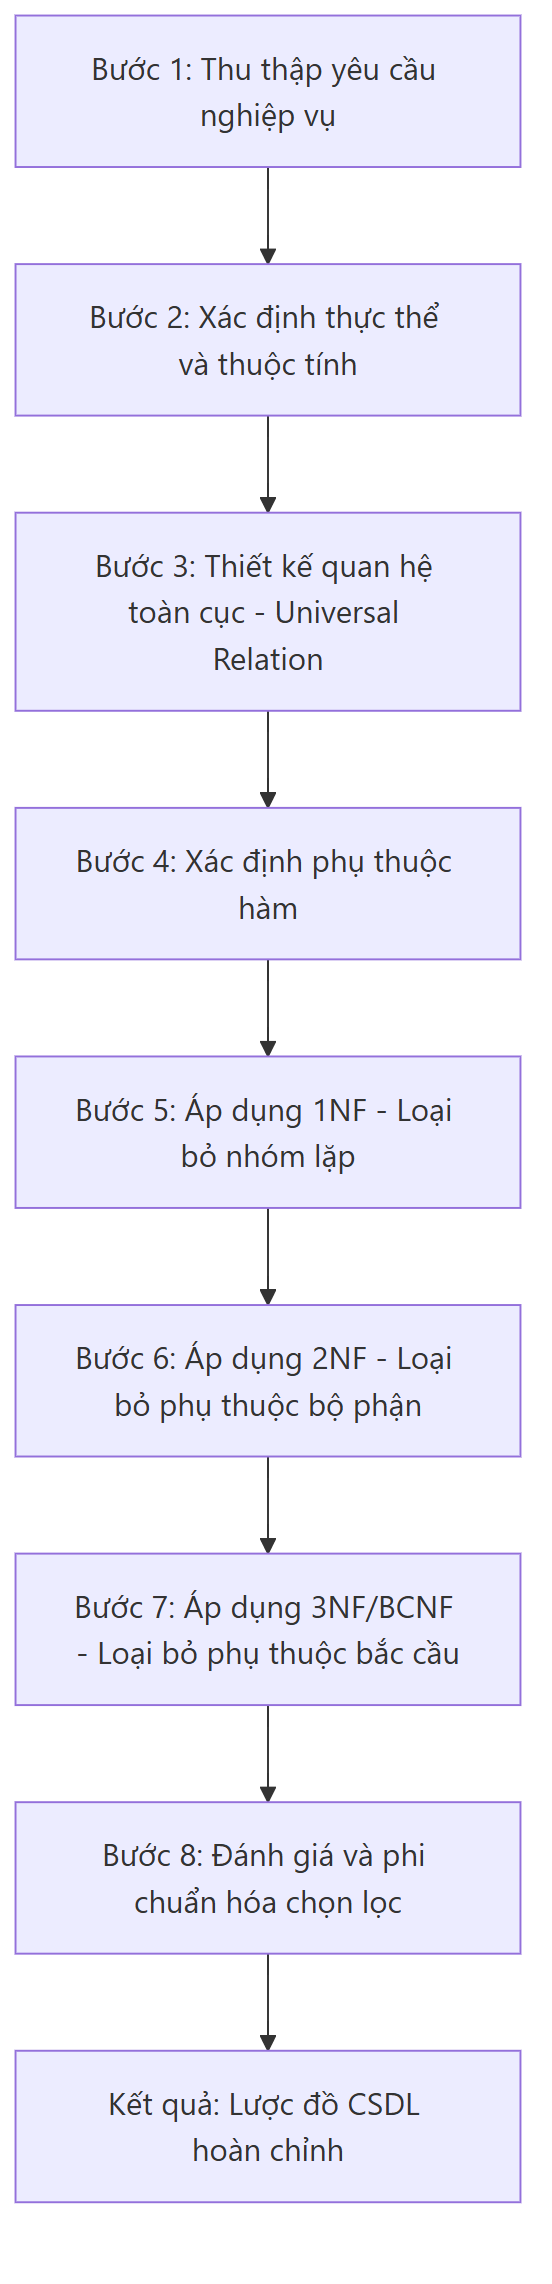 Bước 1: Thu thập yêu cầu
nghiệp vụ
Bước 2: Xác định thực thể
và thuộc tính
Bước 3: Thiết kế quan hệ
toàn cục - Universal
Relation
Bước 4: Xác định phụ thuộc
hàm
Bước 5: Áp dụng 1NF - Loại
bỏ nhóm lặp
Bước 6: Áp dụng 2NF - Loại
bỏ phụ thuộc bộ phận
Bước 7: Áp dụng 3NF/BCNF
- Loại bỏ phụ thuộc bắc cầu
Bước 8: Đánh giá và phi
chuẩn hóa chọn lọc
Kết quả: Lược đồ CSDL
hoàn chỉnh